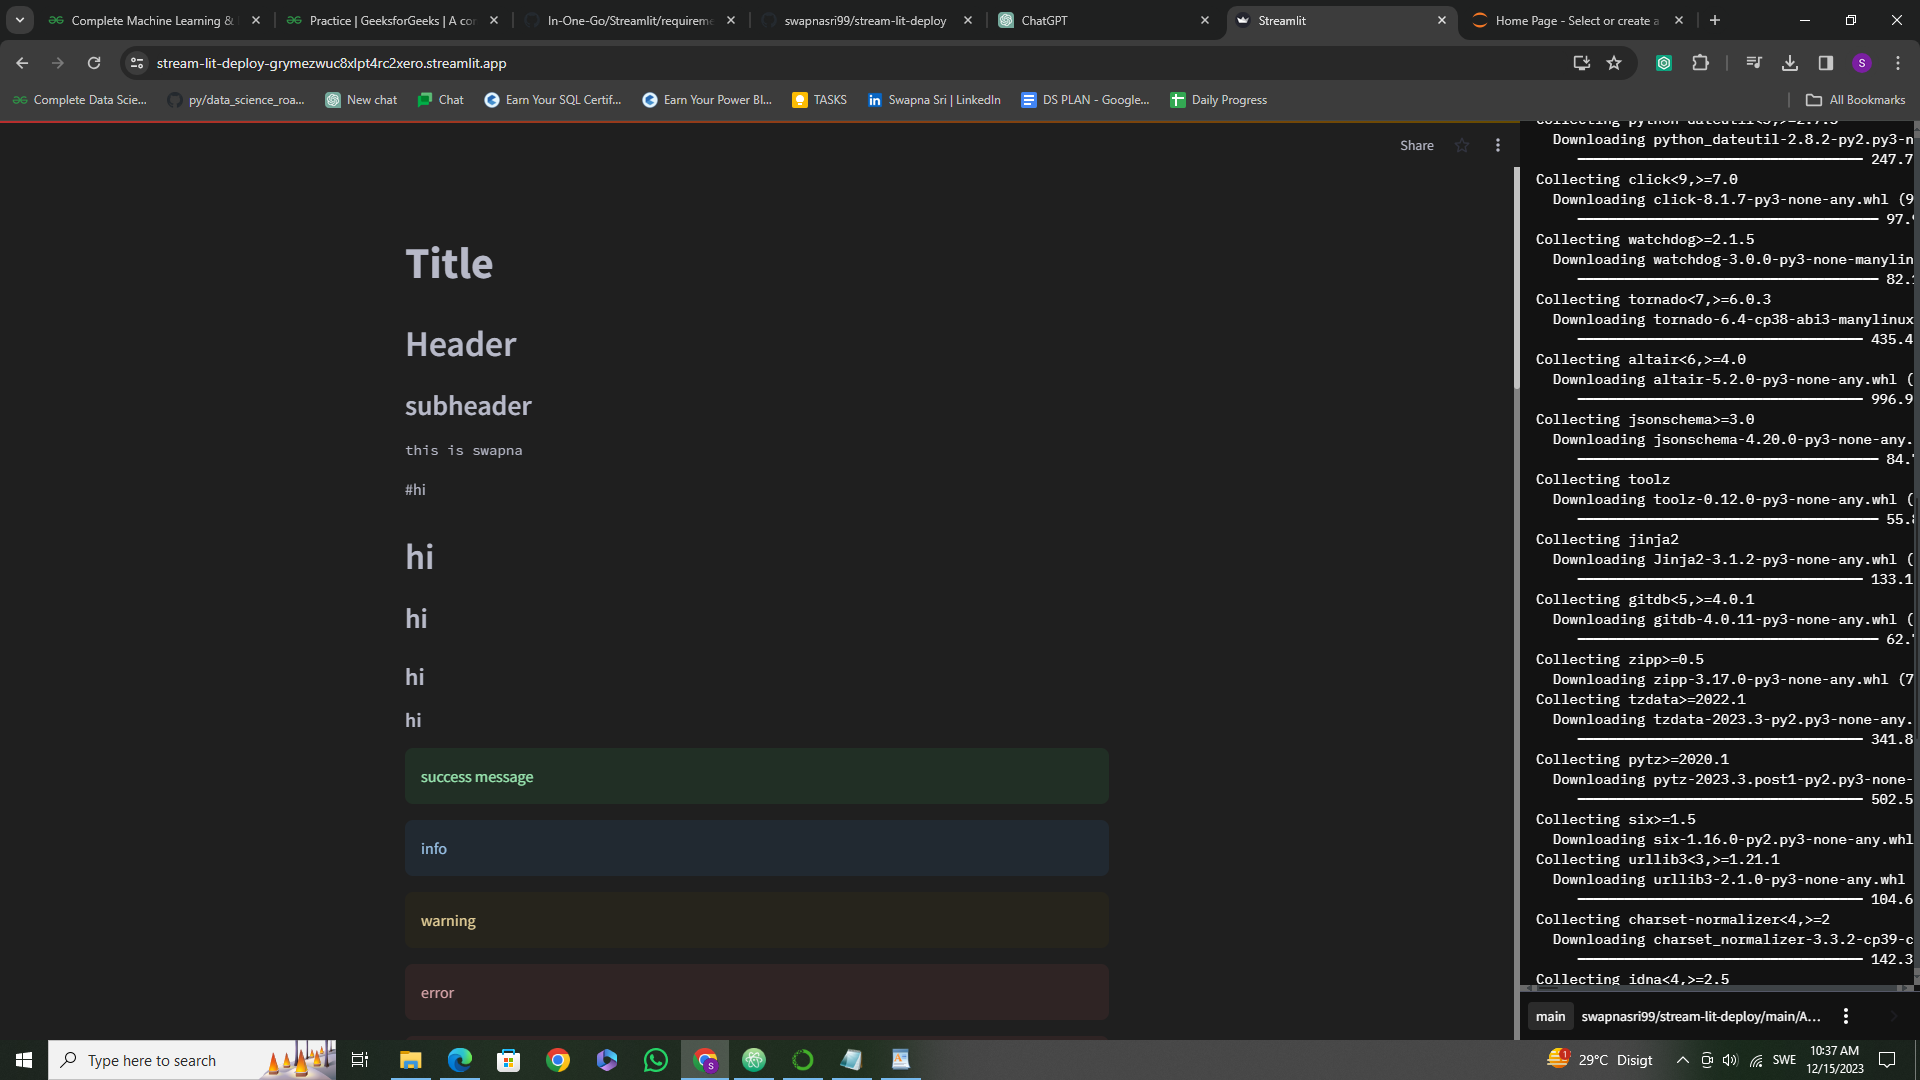 Complete Machine Learning &
Practice | GeeksforGeeks | A co
In-One-Go/Streamlit/requireme
swapnasri99/stream-lit-deploy
ChatGPT
Streamlit
Home Page - Select or create a
stream-lit-deploy-grymezwuc8xlpt4rc2xero.streamlit.app
S
Complete Data Scie...
py/data_science_roa...
New chat
Chat
Earn Your SQL Certif...
Earn Your Power BI...
TASKS
Swapna Sri | LinkedIn
DS PLAN - Google...
Daily Progress
All Bookmarks
Share
Title
Header
subheader
this is swapna
#hi
hi
hi
hi
hi
success message
info
warning
error
Collecting python-dateutil<3,>=2.7.3
Downloading python_dateutil-2.8.2-py2.py3-n
247.7
Collecting click<9,>=7.0
Downloading click-8.1.7-py3-none-any.whl (9
97.
Collecting watchdog>=2.1.5
Downloading watchdog-3.0.0-py3-none-manylin
82.
Collecting tornado<7,>=6.0.3
Downloading tornado-6.4-cp38-abi3-manylinux
435.4
Collecting altair<6,>=4.0
Downloading altair-5.2.0-py3-none-any.whl (
996.9
Collecting jsonschema>=3.0
Downloading jsonschema-4.20.0-py3-none-any.
84.
Collecting toolz
Downloading toolz-0.12.0-py3-none-any.whl (
55.
Collecting jinja2
Downloading Jinja2-3.1.2-py3-none-any.whl (
133.1
Collecting gitdb<5,>=4.0.1
Downloading gitdb-4.0.11-py3-none-any.whl (
62.
Collecting zipp>=0.5
Downloading zipp-3.17.0-py3-none-any.whl (7
Collecting tzdata>=2022.1
Downloading tzdata-2023.3-py2.py3-none-any.
341.8
Collecting pytz>=2020.1
Downloading pytz-2023.3.post1-py2.py3-none-
502.5
Collecting six>=1.5
Downloading six-1.16.0-py2.py3-none-any.whl
Collecting urllib3<3,>=1.21.1
Downloading urllib3-2.1.0-py3-none-any.whl
104.6
Collecting charset-normalizer<4,>=2
Downloading charset_normalizer-3.3.2-cp39-c
142.3
Collecting idna<4,>=2.5
main
swapnasri99/stream-lit-deploy/main/A...
Type here to search
S
1
29°C Disigt
SWE
10:37 AM
12/15/2023